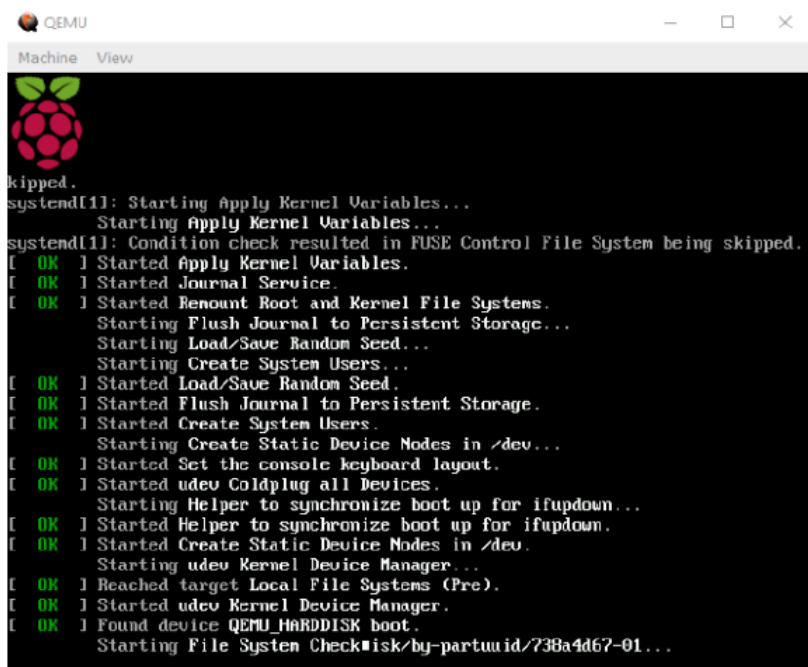 QEMU
Machine View
kipped.
systemd[1]: Starting Apply Kernel Variables...
Starting Apply Kernel Variables...
systemd[1]: Condition check resulted in FUSE Control File System being skipped.
[ OK ] Started Apply Kernel Variables.
[ OK ] Started Journal Service.
[ OK ] Started Remount Root and Kernel File Systems.
Starting Flush Journal to Persistent Storage...
Starting Load/Save Random Seed...
Starting Create System Users...
[ OK ] Started Load/Save Random Seed.
[ OK ] Started Flush Journal to Persistent Storage.
[ OK ] Started Create System Users.
Starting Create Static Device Nodes in /dev...
[ OK ] Started Set the console keyboard layout.
[ OK ] Started udev Coldplug all Devices.
Starting Helper to synchronize boot up for ifupdown...
[ OK ] Started Helper to synchronize boot up for ifupdown.
[ OK ] Started Create Static Device Nodes in /dev.
Starting udev Kernel Device Manager...
[ OK ] Reached target Local File Systems (Pre).
[ OK ] Started udev Kernel Device Manager.
[ OK ] Found device QEMU_HARDDISK boot.
Starting File System Check■isk/by-partuuid/738a4d67-01...